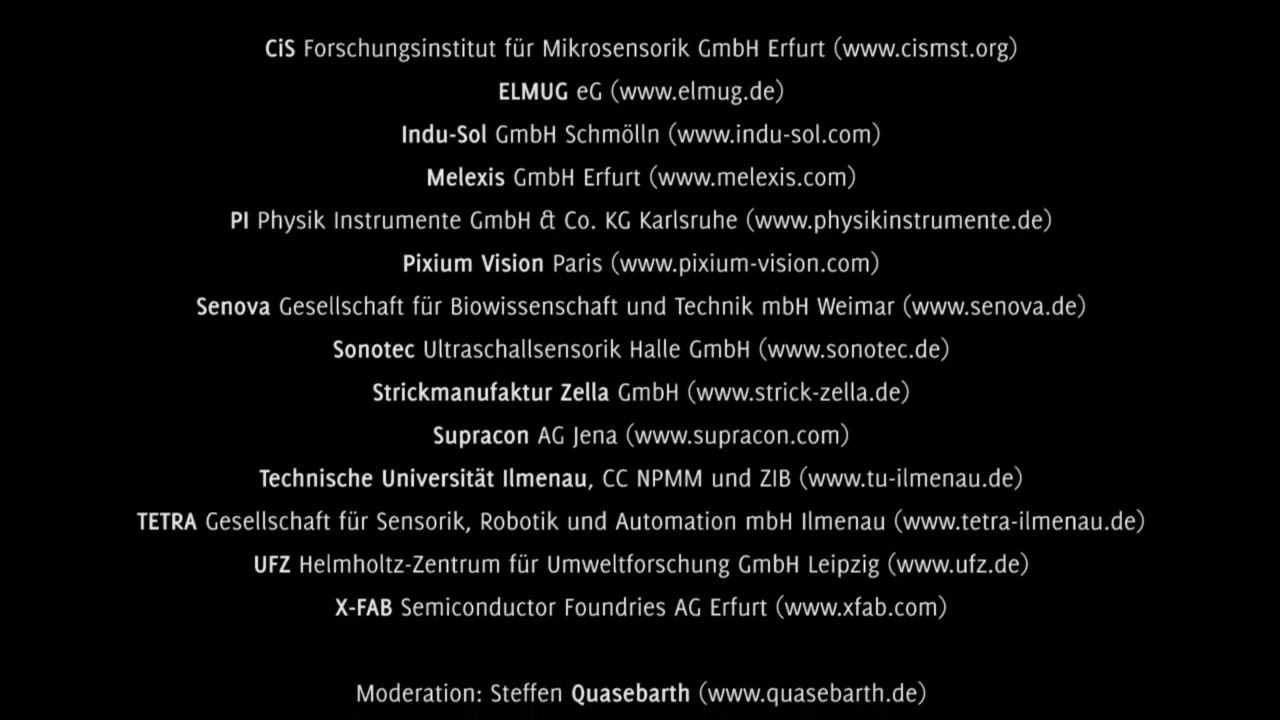 CiS Forschungsinstitut für Mikrosensorik GmbH Erfurt (www.cismst.org)
ELMUG eG (www.elmug.de)
Indu-Sol GmbH Schmölln (www.indu-sol.com)
Melexis GmbH Erfurt (www.melexis.com)
PI Physik Instrumente GmbH & Co. KG Karlsruhe (www.physikinstrumente.de)
Pixium Vision Paris (www.pixium-vision.com)
Senova Gesellschaft für Biowissenschaft und Technik mbH Weimar (www.senova.de)
Sonotec Ultraschallsensorik Halle GmbH (www.sonotec.de)
Strickmanufaktur Zella GmbH (www.strick-zella.de)
Supracon AG Jena (www.supracon.com)
Technische Universität Ilmenau, CC NPMM und ZIB (www.tu-ilmenau.de)
TETRA Gesellschaft für Sensorik, Robotik und Automation mbH Ilmenau (www.tetra-ilmenau.de)
UFZ Helmholtz-Zentrum für Umweltforschung GmbH Leipzig (www.ufz.de)
X-FAB Semiconductor Foundries AG Erfurt (www.xfab.com)
Moderation: Steffen Quasebarth (www.quasebarth.de)